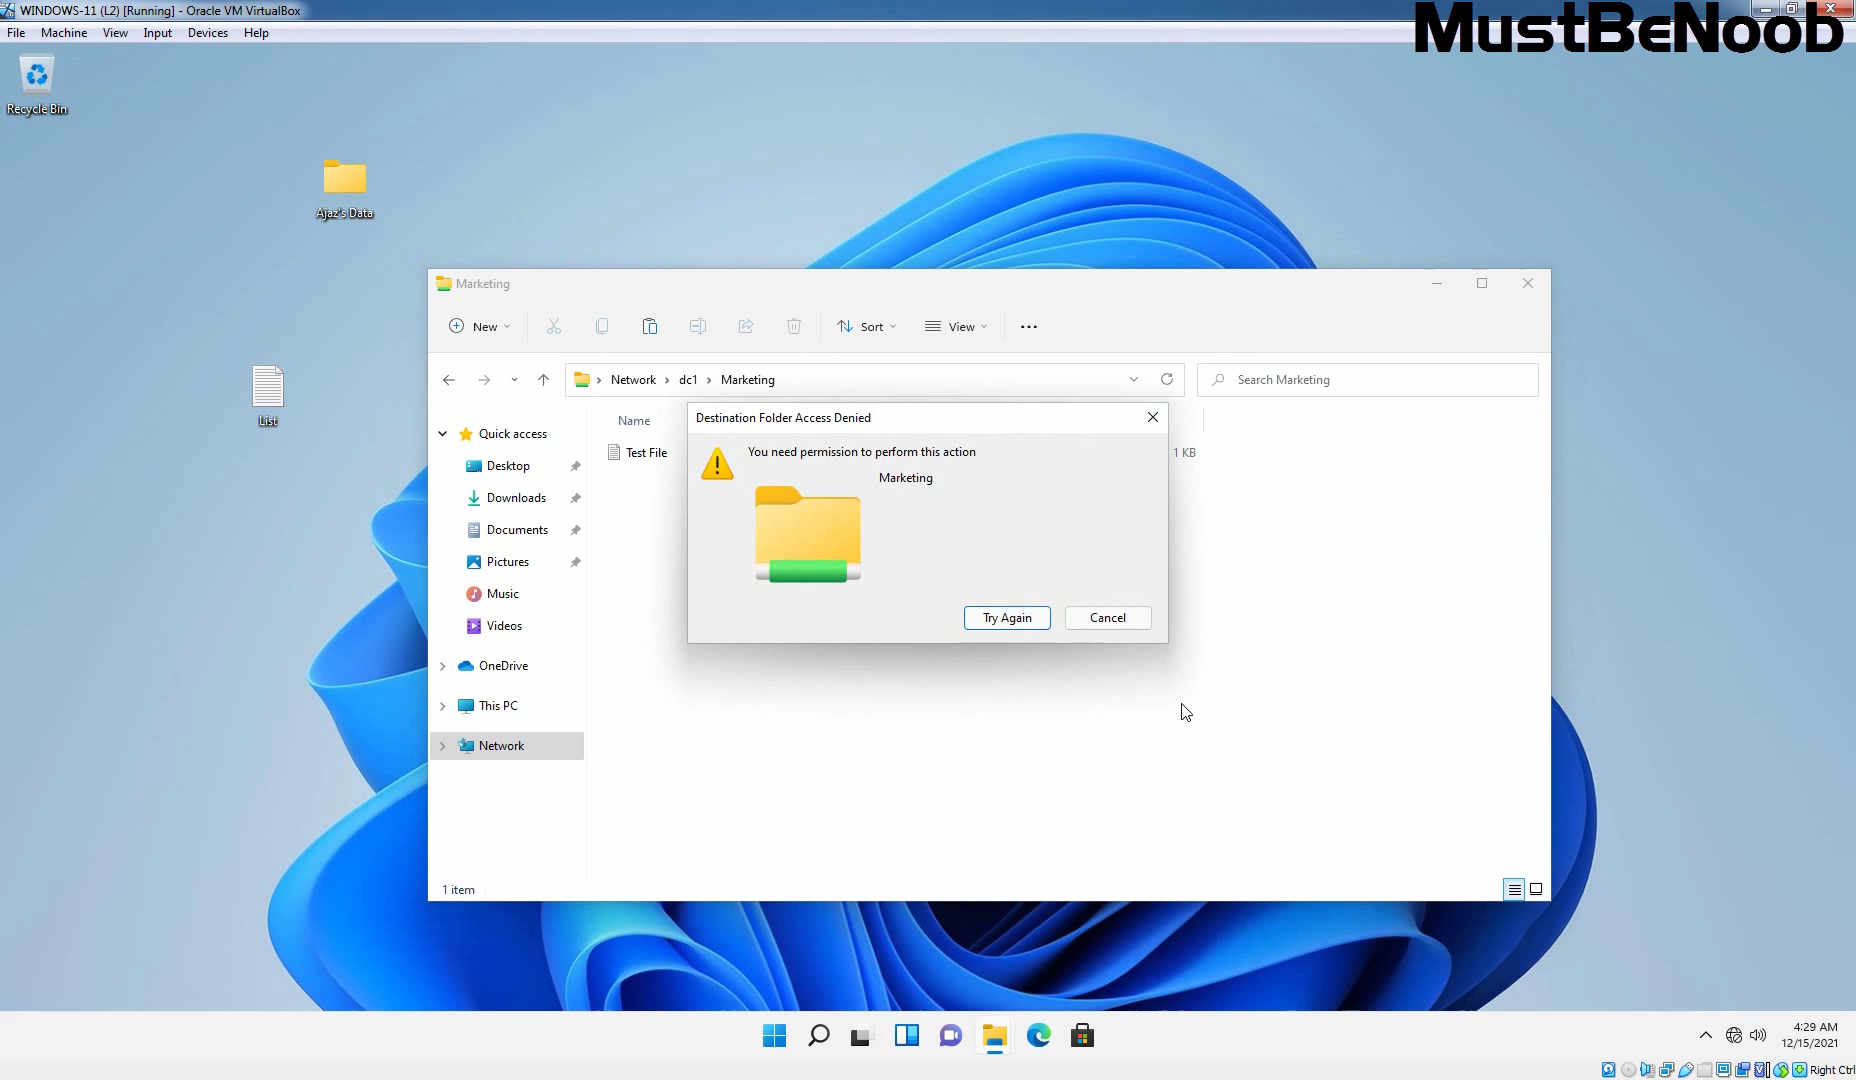 WINDOWS-11 (L2) [Running] - Oracle VM VirtualBox
File Machine View Input Devices Help
MustBeNoob
Recycle Bin
Ajaz's Data
List
Marketing
New Sort View
Network dc1 Marketing
Search Marketing
Name
Test File
1 KB
Quick access
Desktop
Downloads
Documents
Pictures
Music
Videos
OneDrive
This PC
Network
1 item
Destination Folder Access Denied
You need permission to perform this action
Marketing
Try Again Cancel
4:29 AM
12/15/2021
Right Ctrl